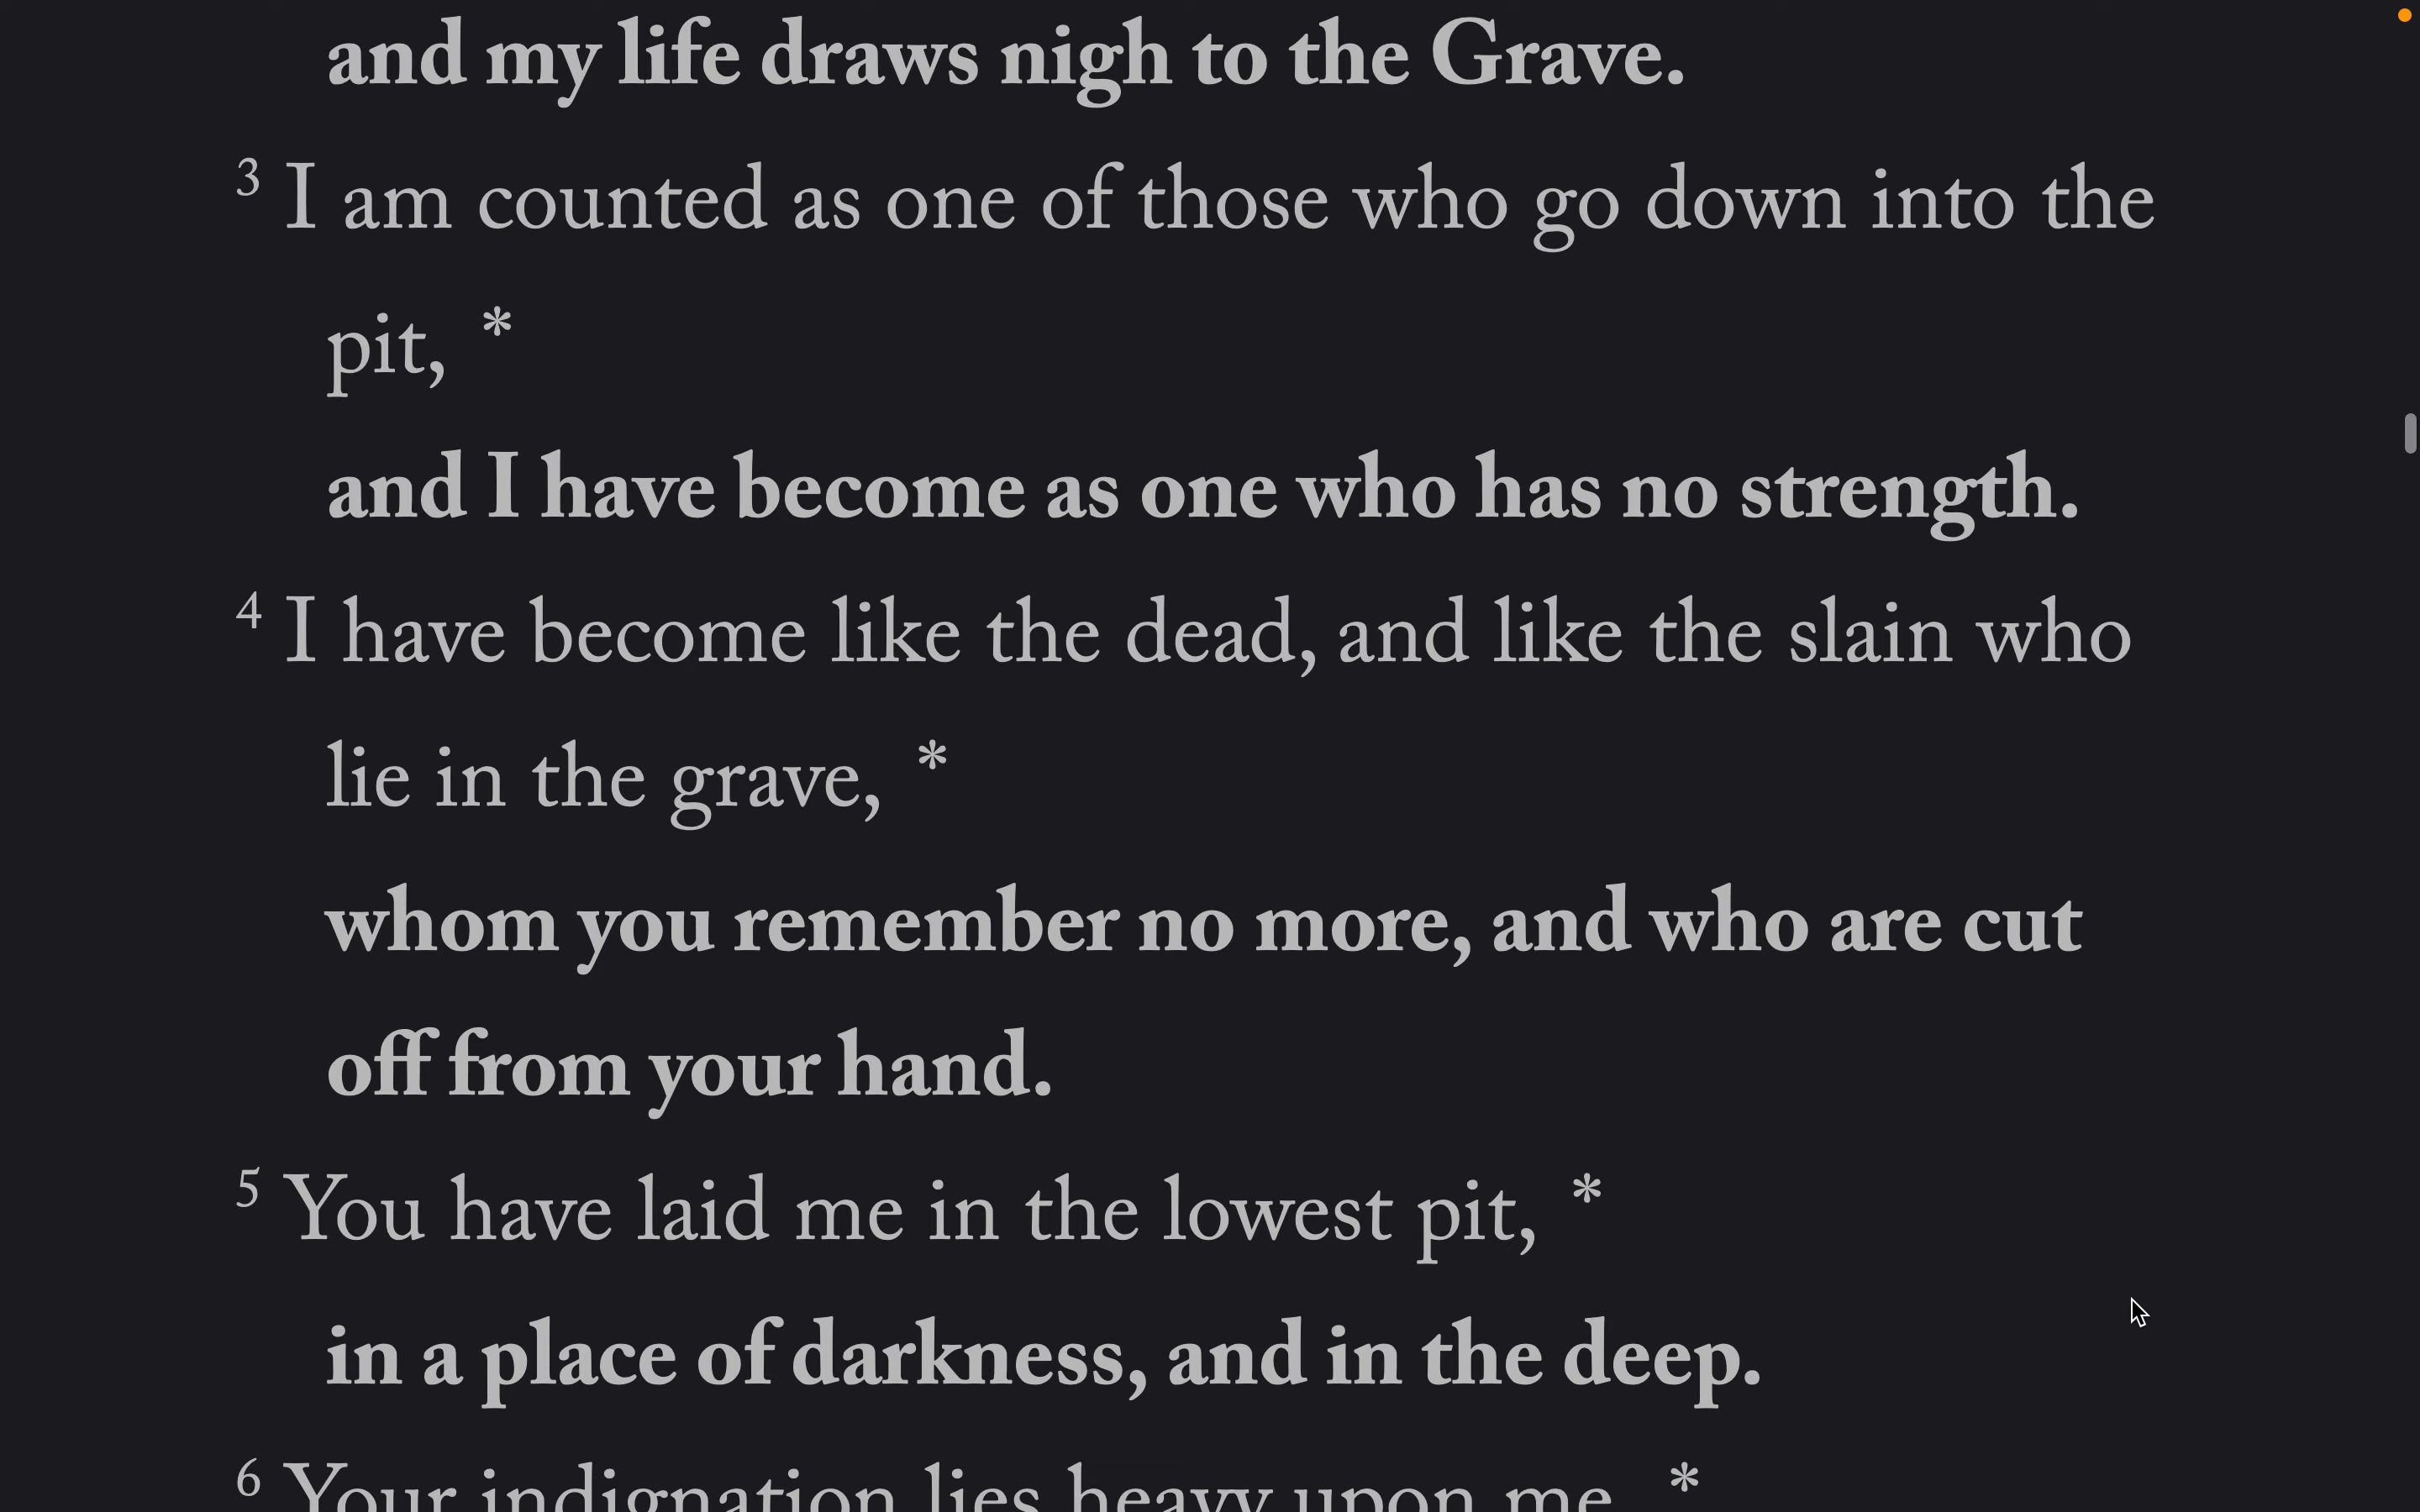 and my life draws nigh to the Grave.
3 I am counted as one of those who go down into the
pit, *
and I have become as one who has no strength.
4 I have become like the dead, and like the slain who
lie in the grave, *
whom you remember no more, and who are cut
off from your hand.
5 You have laid me in the lowest pit, *
in a place of darkness, and in the deep.
6 Your indignation lies heavy upon me, *